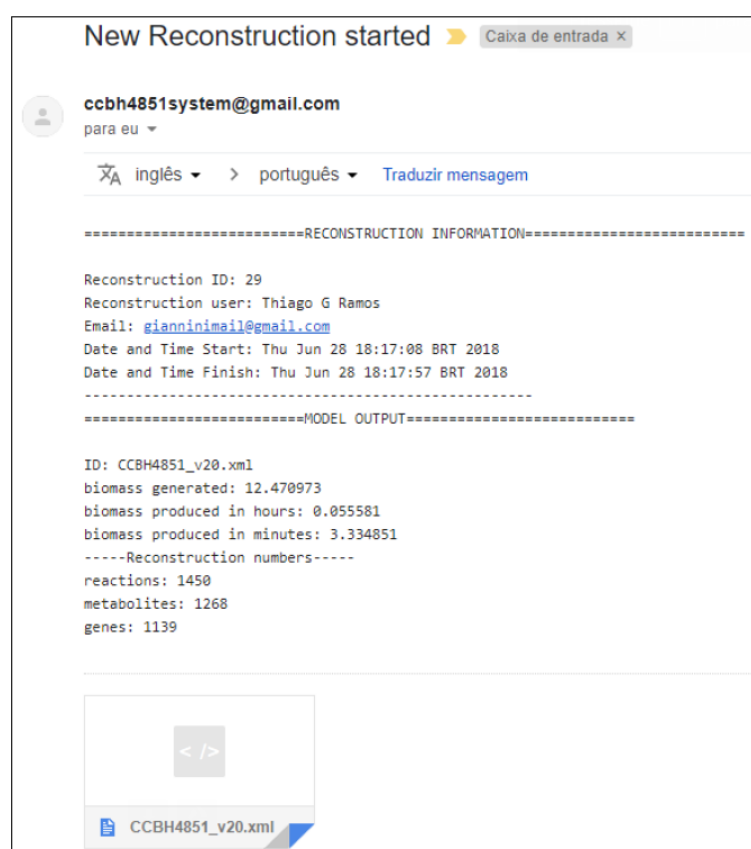 New Reconstruction started Caixa de entrada ×
ccbh4851system@gmail.com
para eu
inglês > português Traduzir mensagem
==========================RECONSTRUCTION INFORMATION==========================
Reconstruction ID: 29
Reconstruction user: Thiago G Ramos
Email: gianninimail@gmail.com
Date and Time Start: Thu Jun 28 18:17:08 BRT 2018
Date and Time Finish: Thu Jun 28 18:17:57 BRT 2018
-----------------------------------------------------
==========================MODEL OUTPUT===========================
ID: CCBH4851_v20.xml
biomass generated: 12.470973
biomass produced in hours: 0.055581
biomass produced in minutes: 3.334851
-----Reconstruction numbers-----
reactions: 1450
metabolites: 1268
genes: 1139
</>
CCBH4851_v20.xml